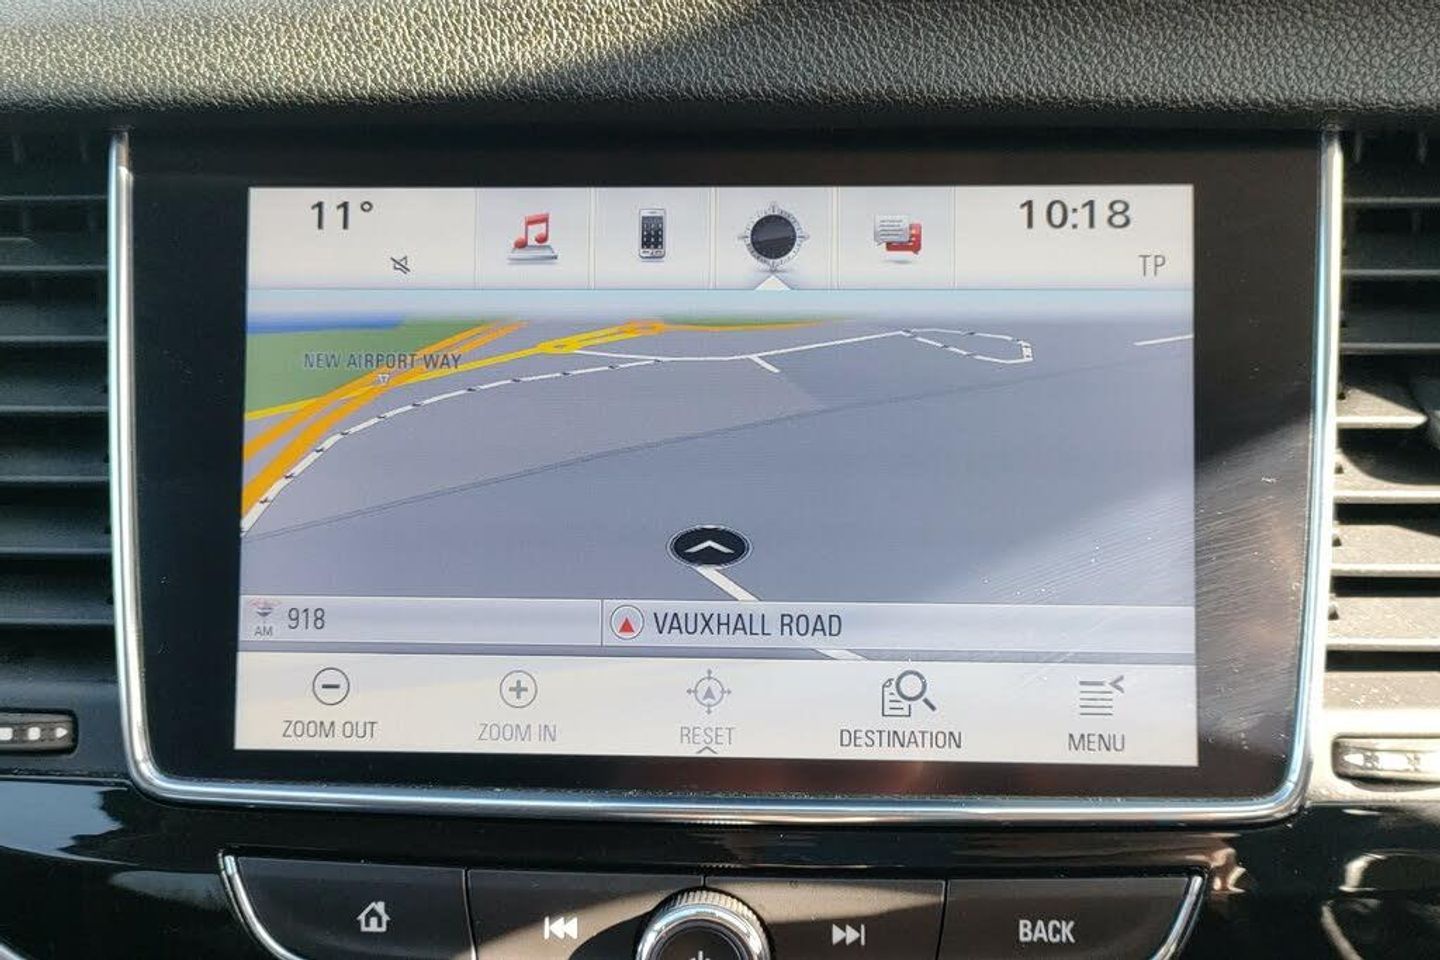 11°
10:18
TP
NEW AIRPORT WAY
AM 918
VAUXHALL ROAD
ZOOM OUT
ZOOM IN
RESET
DESTINATION
MENU
BACK